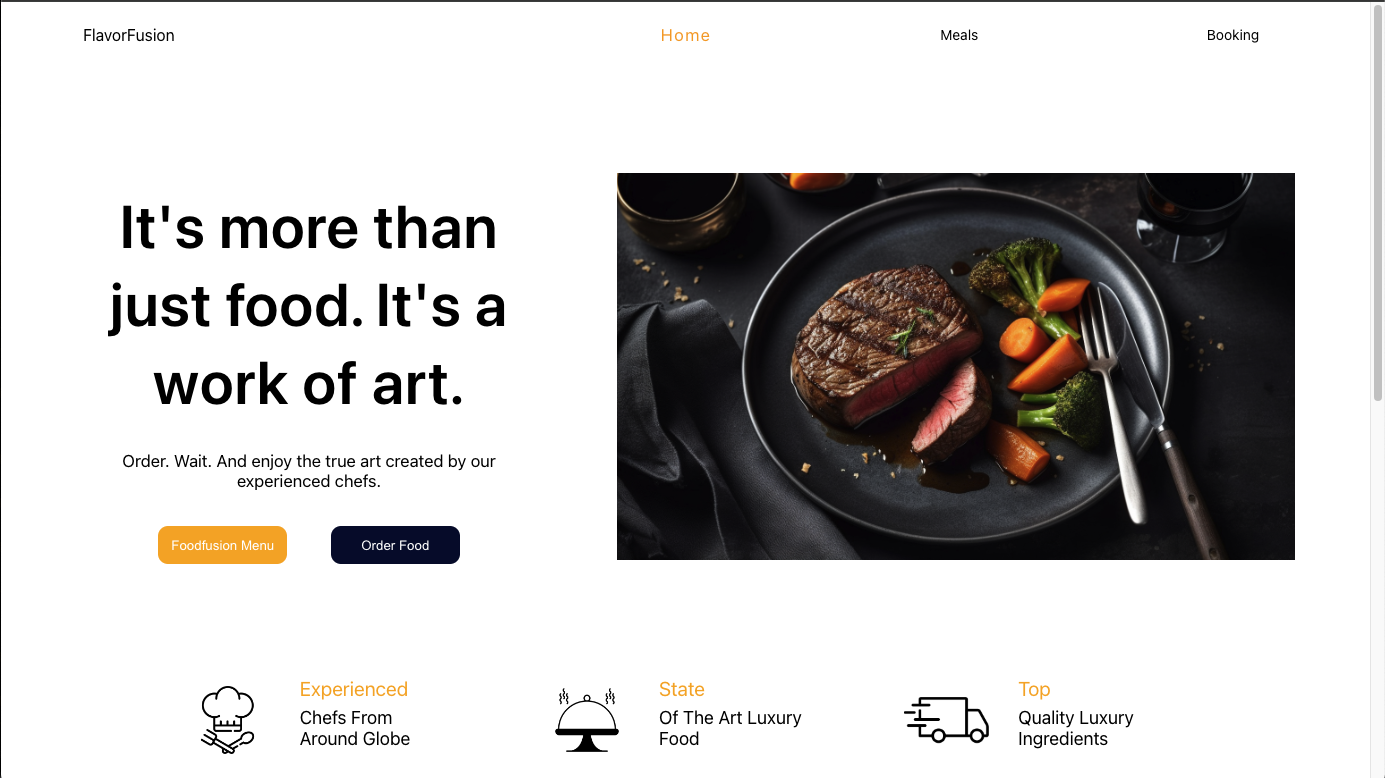 FlavorFusion
Home
Meals
Booking
It's more than
just food. It's a
work of art.
Order. Wait. And enjoy the true art created by our
experienced chefs.
Foodfusion Menu
Order Food
Experienced
Chefs From
Around Globe
State
Of The Art Luxury
Food
Top
Quality Luxury
Ingredients